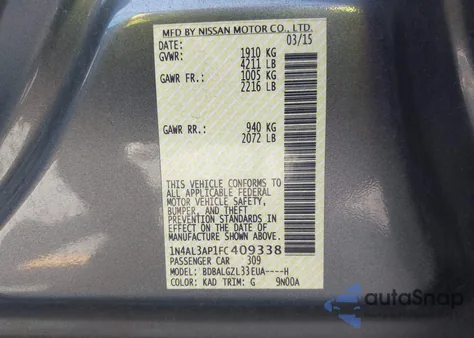 MFD BY NISSAN MOTOR CO., LTD.
DATE: 03/15
GVWR: 1910 KG
4211 LB
GAWR FR.: 1005 KG
2216 LB
GAWR RR.: 940 KG
2072 LB
THIS VEHICLE CONFORMS TO
ALL APPLICABLE FEDERAL
MOTOR VEHICLE SAFETY,
BUMPER, AND THEFT
PREVENTION STANDARDS IN
EFFECT ON THE DATE OF
MANUFACTURE SHOWN ABOVE.
1N4AL3AP1FC409338
PASSENGER CAR 309
MODEL: BDBALGZL33EUA----H
COLOR: KAD TRIM: G 9N00A
autoSnap